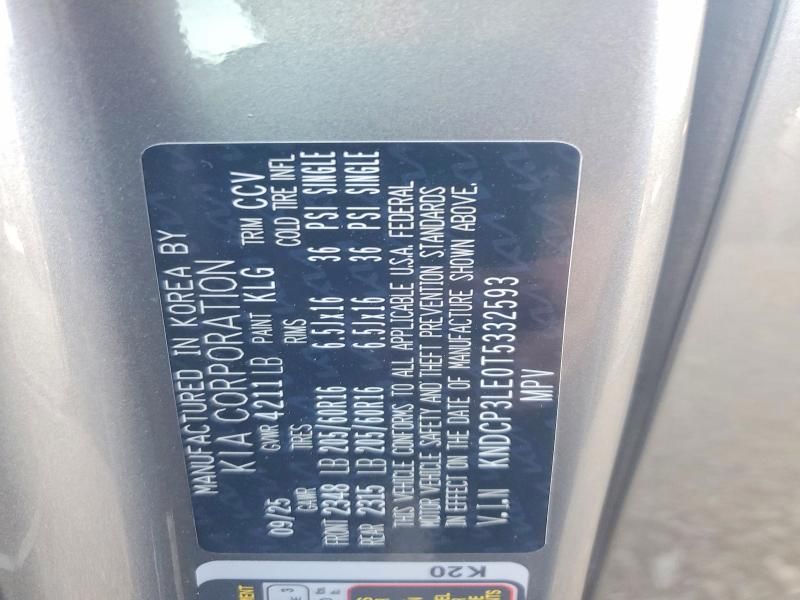 MANUFACTURED IN KOREA BY
KIA CORPORATION
09/25 GVWR 4211 LB PAINT KLG TRIM CCV
GAWR TIRES RIMS COLD TIRE INFL
FRONT 2348 LB 205/60R16 6.5Jx16 36 PSI SINGLE
REAR 2315 LB 205/60R16 6.5Jx16 36 PSI SINGLE
THIS VEHICLE CONFORMS TO ALL APPLICABLE U.S.A. FEDERAL
MOTOR VEHICLE SAFETY AND THEFT PREVENTION STANDARDS
IN EFFECT ON THE DATE OF MANUFACTURE SHOWN ABOVE.
V.I.N KNDCP3LE0T5332593
MPV
K20